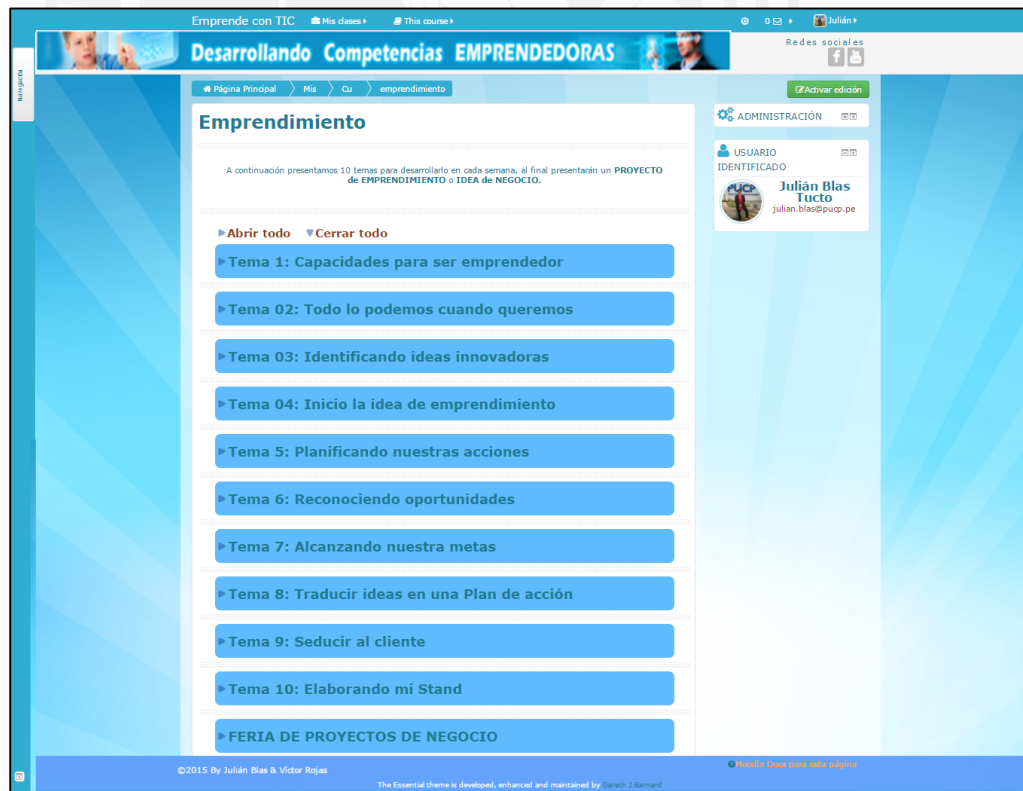 Emprende con TIC Mis clases This course 0 Julián
Desarrollando Competencias EMPRENDEDORAS
Redes sociales
Navegación
Página Principal Mis Cu emprendimiento
Activar edición
Emprendimiento
A continuación presentamos 10 temas para desarrollarlo en cada semana, al final presentarán un PROYECTO
de EMPRENDIMIENTO o IDEA de NEGOCIO.
Abrir todo Cerrar todo
Tema 1: Capacidades para ser emprendedor
Tema 02: Todo lo podemos cuando queremos
Tema 03: Identificando ideas innovadoras
Tema 04: Inicio la idea de emprendimiento
Tema 5: Planificando nuestras acciones
Tema 6: Reconociendo oportunidades
Tema 7: Alcanzando nuestra metas
Tema 8: Traducir ideas en una Plan de acción
Tema 9: Seducir al cliente
Tema 10: Elaborando mi Stand
FERIA DE PROYECTOS DE NEGOCIO
ADMINISTRACIÓN
USUARIO
IDENTIFICADO
PUCP
Julián Blas
Tucto
julian.blas@pucp.pe
©2015 By Julián Blas & Víctor Rojas
Moodle Docs para esta página
The Essential theme is developed, enhanced and maintained by Gareth J Barnard